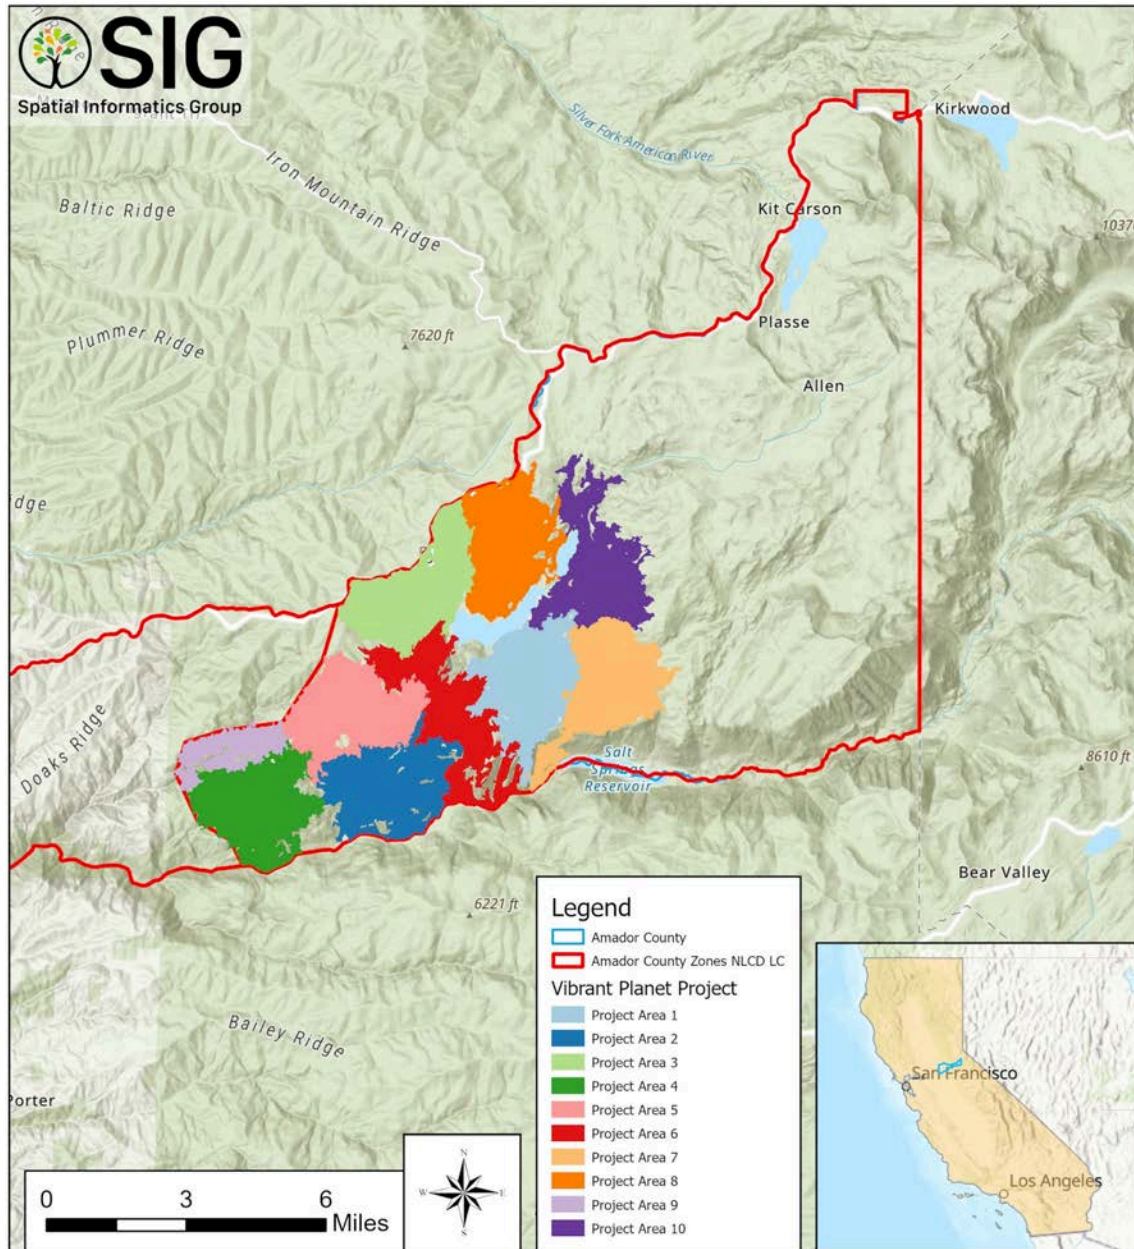 SIG
Spatial Informatics Group
Iron Mountain Ridge
Silver Fork American River
Kirkwood
Baltic Ridge
Kit Carson
10370
Plummer Ridge
7620 ft
Plasse
Allen
Doaks Ridge
Salt
Springs
Reservoir
8610 ft
Bear Valley
6221 ft
Bailey Ridge
Porter
Legend
Amador County
Amador County Zones NLCD LC
Vibrant Planet Project
Project Area 1
Project Area 2
Project Area 3
Project Area 4
Project Area 5
Project Area 6
Project Area 7
Project Area 8
Project Area 9
Project Area 10
San Francisco
Los Angeles
N
W E
S
0 3 6
Miles